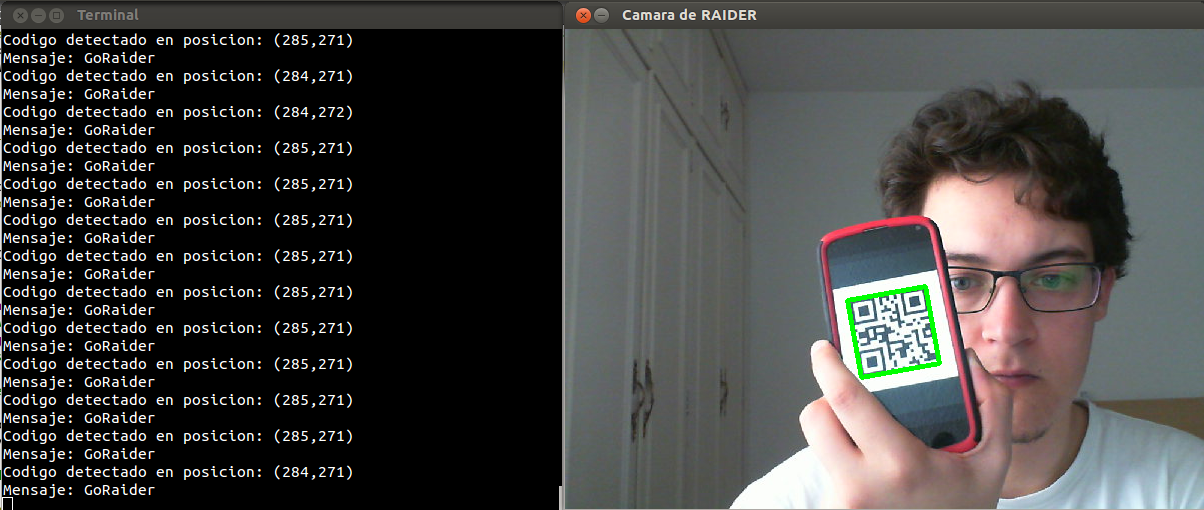 Terminal
Codigo detectado en posicion: (285,271)
Mensaje: GoRaider
Codigo detectado en posicion: (284,271)
Mensaje: GoRaider
Codigo detectado en posicion: (284,272)
Mensaje: GoRaider
Codigo detectado en posicion: (285,271)
Mensaje: GoRaider
Codigo detectado en posicion: (285,271)
Mensaje: GoRaider
Codigo detectado en posicion: (285,271)
Mensaje: GoRaider
Codigo detectado en posicion: (285,271)
Mensaje: GoRaider
Codigo detectado en posicion: (285,271)
Mensaje: GoRaider
Codigo detectado en posicion: (285,271)
Mensaje: GoRaider
Codigo detectado en posicion: (285,271)
Mensaje: GoRaider
Codigo detectado en posicion: (285,271)
Mensaje: GoRaider
Codigo detectado en posicion: (285,271)
Mensaje: GoRaider
Codigo detectado en posicion: (284,271)
Mensaje: GoRaider
Camara de RAIDER